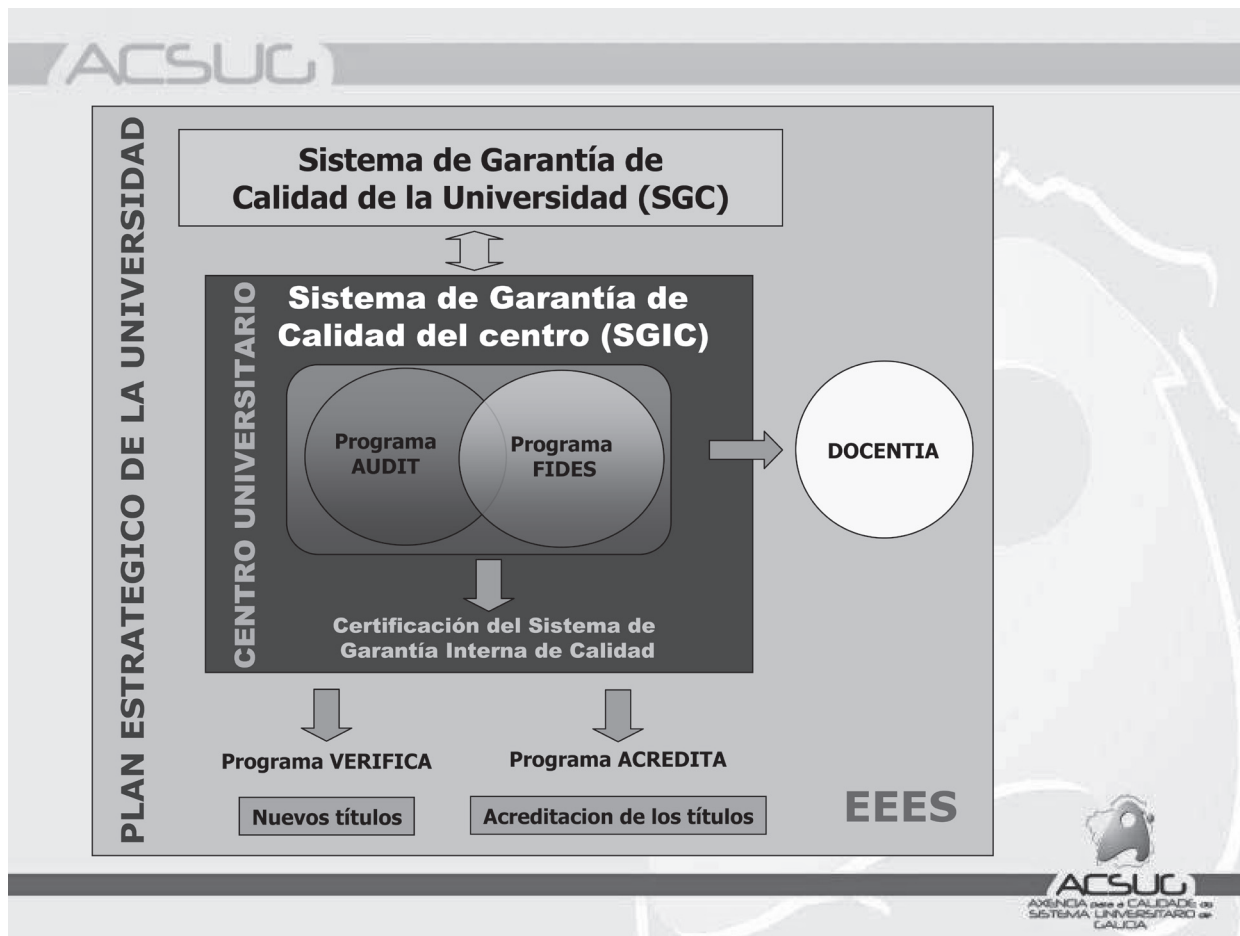 ACSUG
PLAN ESTRATEGICO DE LA UNIVERSIDAD
Sistema de Garantía de
Calidad de la Universidad (SGC)
CENTRO UNIVERSITARIO
Sistema de Garantía de
Calidad del centro (SGIC)
Programa
AUDIT
Programa
FIDES
DOCENTIA
Certificación del Sistema de
Garantía Interna de Calidad
Programa VERIFICA
Programa ACREDITA
Nuevos títulos
Acreditacion de los títulos
EEES
ACSUG
AXENCIA para a CALIDADE do
SISTEMA UNIVERSITARIO de
GALICIA